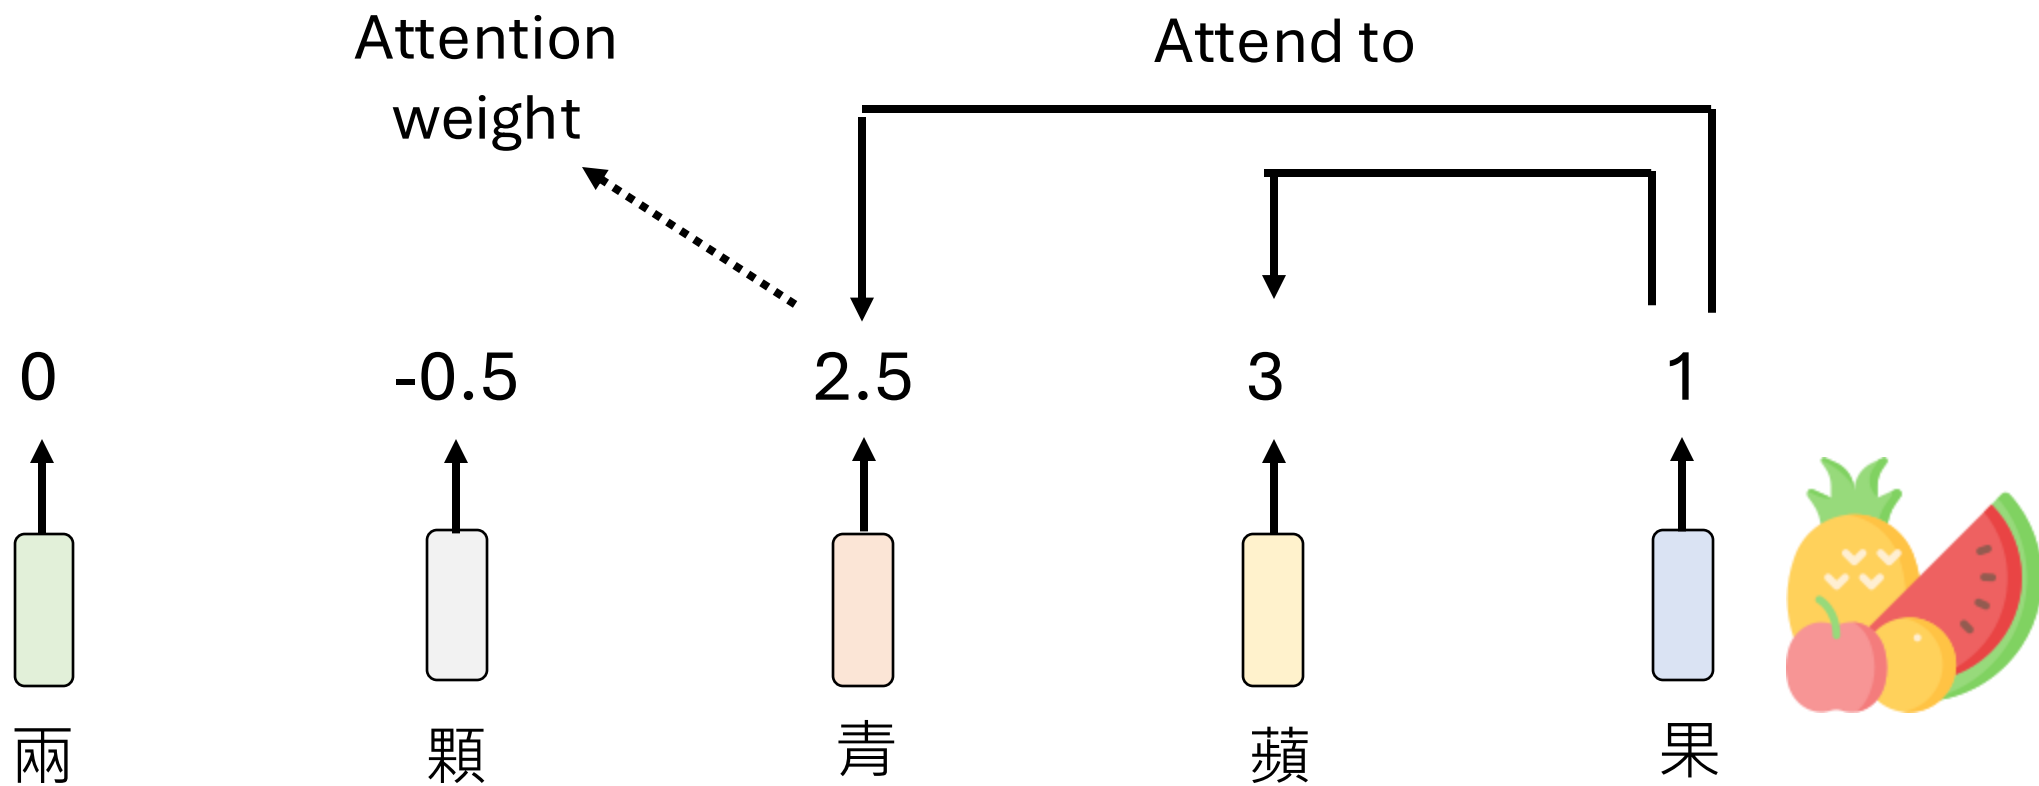 Attention
weight
Attend to
0 -0.5 2.5 3 1
兩 顆 青 蘋 果